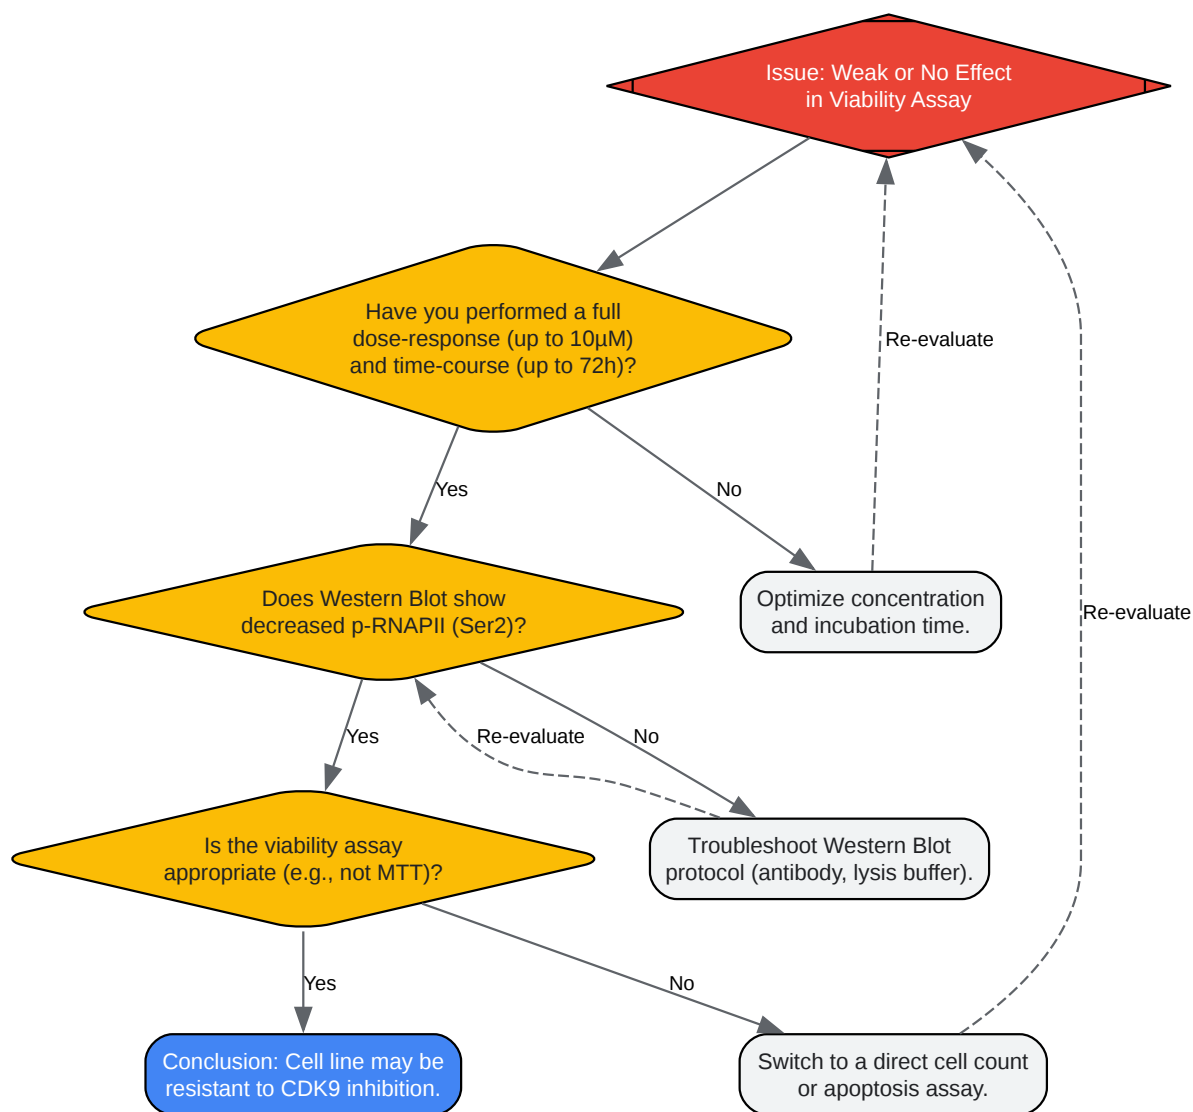 Issue: Weak or No Effect
in Viability Assay
Have you performed a full
dose-response (up to 10µM)
and time-course (up to 72h)?
Re-evaluate
Yes
No
Does Western Blot show
decreased p-RNAPII (Ser2)?
Optimize concentration
and incubation time.
Re-evaluate
Yes
Re-evaluate
No
Is the viability assay
appropriate (e.g., not MTT)?
Troubleshoot Western Blot
protocol (antibody, lysis buffer).
Yes
No
Conclusion: Cell line may be
resistant to CDK9 inhibition.
Switch to a direct cell count
or apoptosis assay.